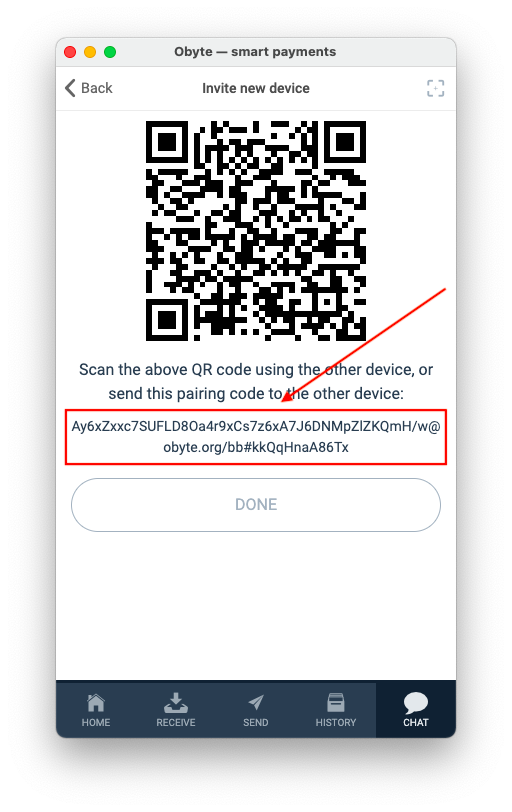 Obyte — smart payments
Back
Invite new device
Scan the above QR code using the other device, or
send this pairing code to the other device:
Ay6xZxxc7SUFLD8Oa4r9xCs7z6xA7J6DNMpZlZKQmH/w@
obyte.org/bb#kkQqHnaA86Tx
DONE
HOME
RECEIVE
SEND
HISTORY
CHAT